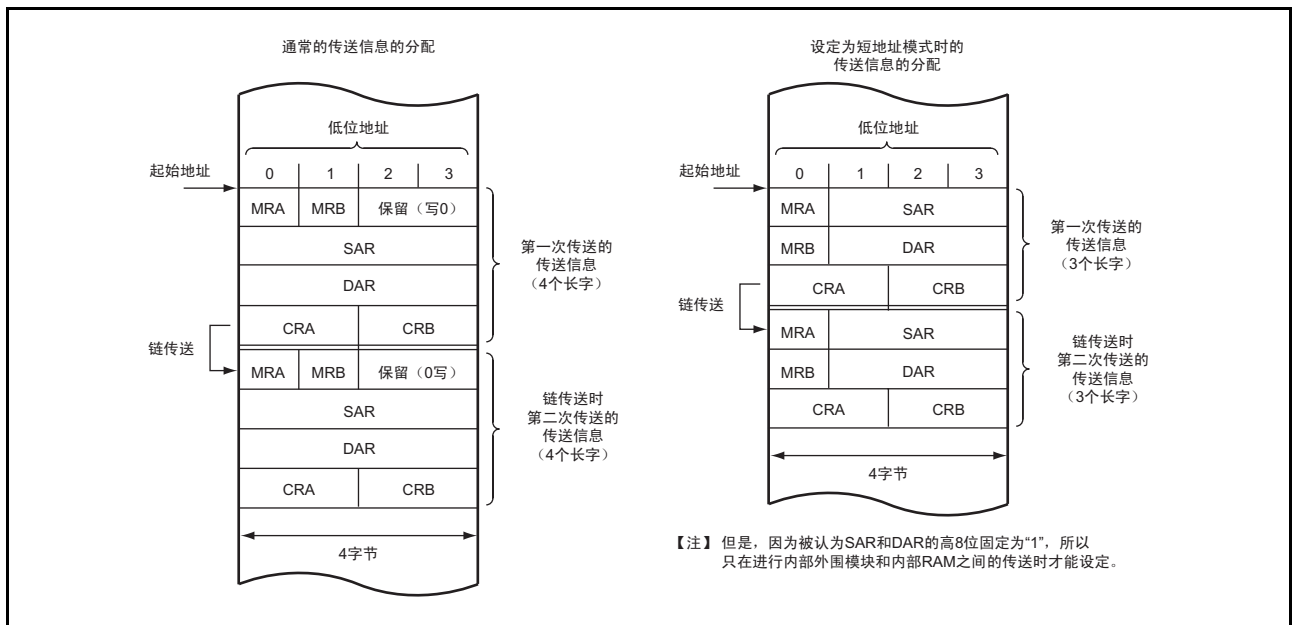 通常的传送信息的分配
低位地址
起始地址
0 1 2 3
MRA MRB 保留（写0）
SAR
DAR
CRA CRB
第一次传送的
传送信息
（4个长字）
链传送
MRA MRB 保留（0写）
SAR
DAR
CRA CRB
链传送时
第二次传送的
传送信息
（4个长字）
4字节
设定为短地址模式时的
传送信息的分配
低位地址
起始地址
0 1 2 3
MRA SAR
MRB DAR
CRA CRB
第一次传送的
传送信息
（3个长字）
链传送
MRA SAR
MRB DAR
CRA CRB
链传送时
第二次传送的
传送信息
（3个长字）
4字节
【注】 但是，因为被认为SAR和DAR的高8位固定为“1”，所以
只在进行内部外围模块和内部RAM之间的传送时才能设定。